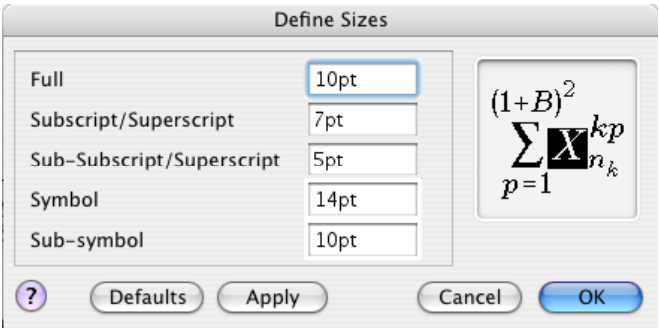 Define Sizes
Full 10pt
Subscript/Superscript 7pt
Sub-Subscript/Superscript 5pt
Symbol 14pt
Sub-symbol 10pt
(1+B)²
∑ X kp
n k
p=1
? Defaults Apply Cancel OK